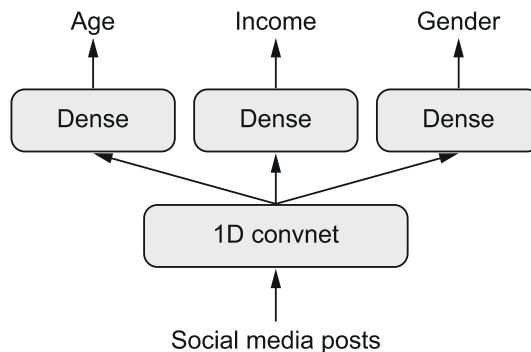 Age Income Gender
Dense Dense Dense
1D convnet
Social media posts